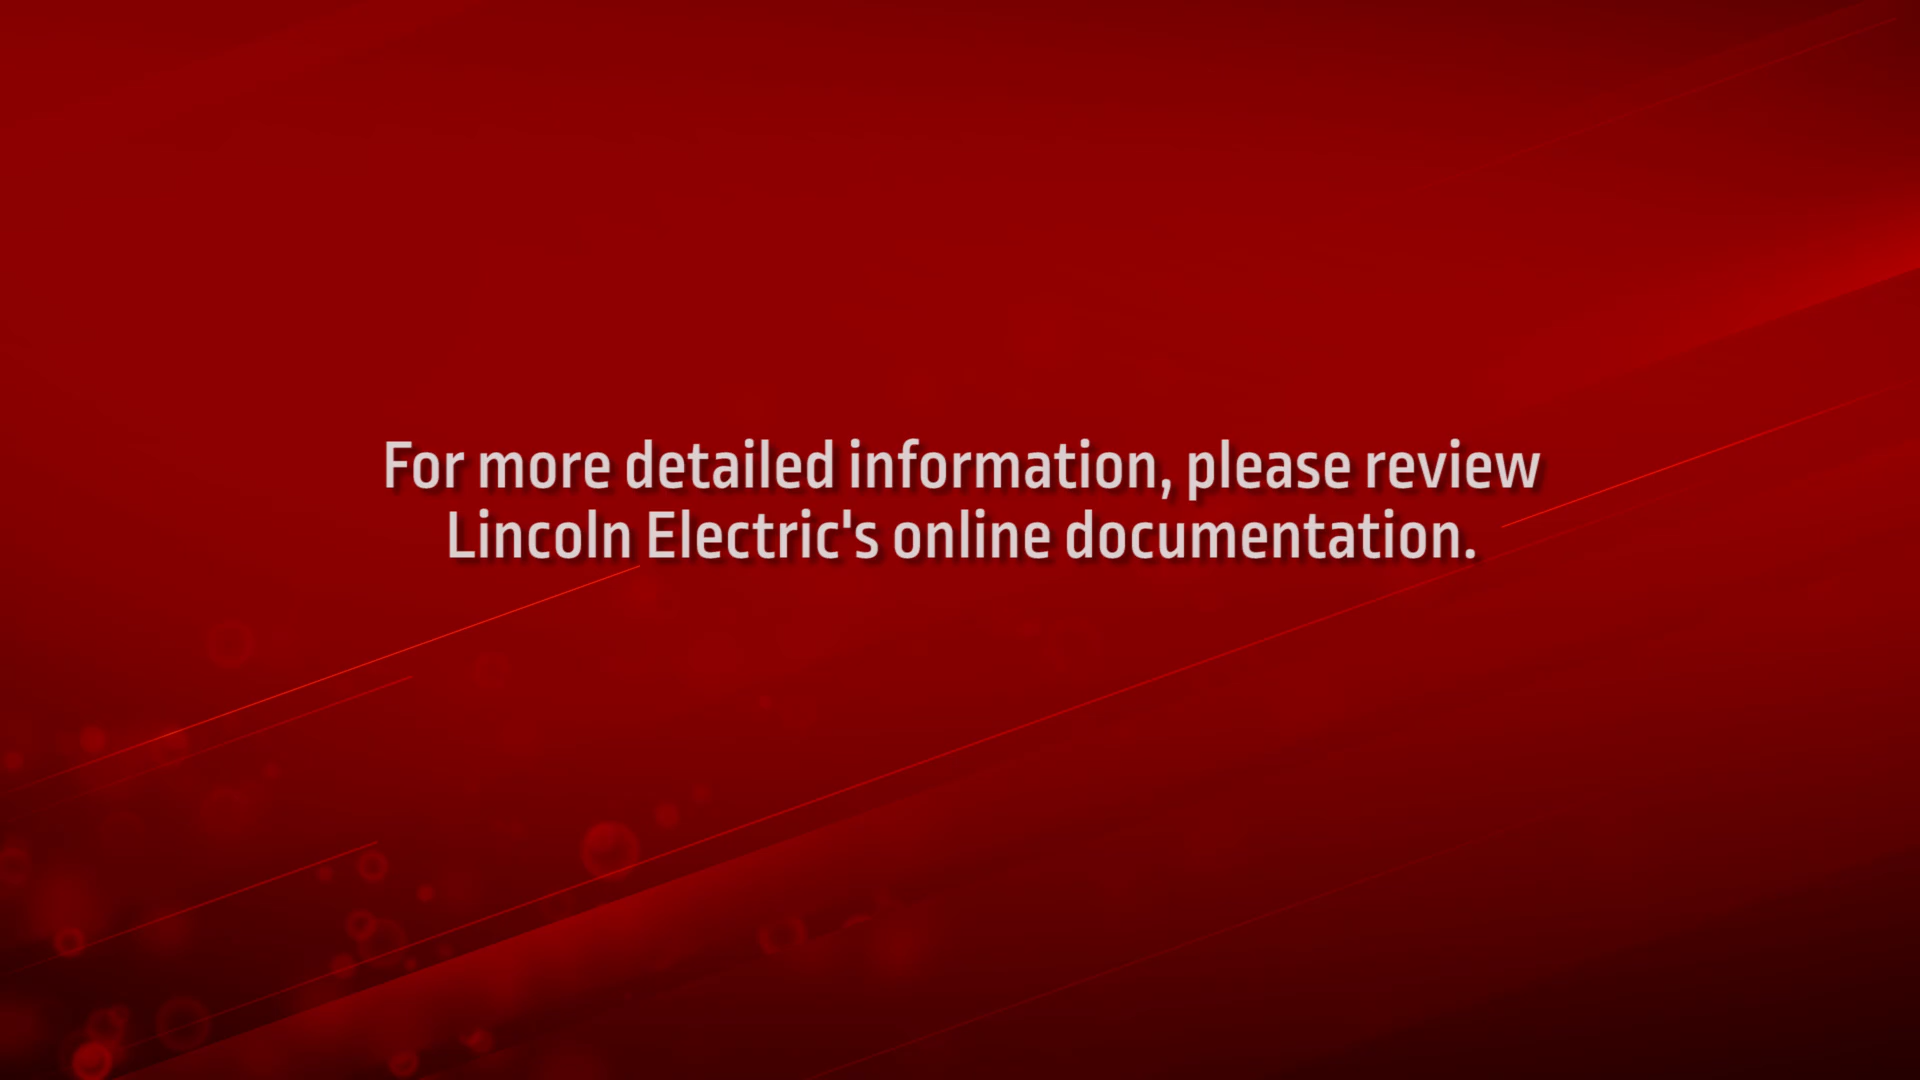 For more detailed information, please review
Lincoln Electric's online documentation.